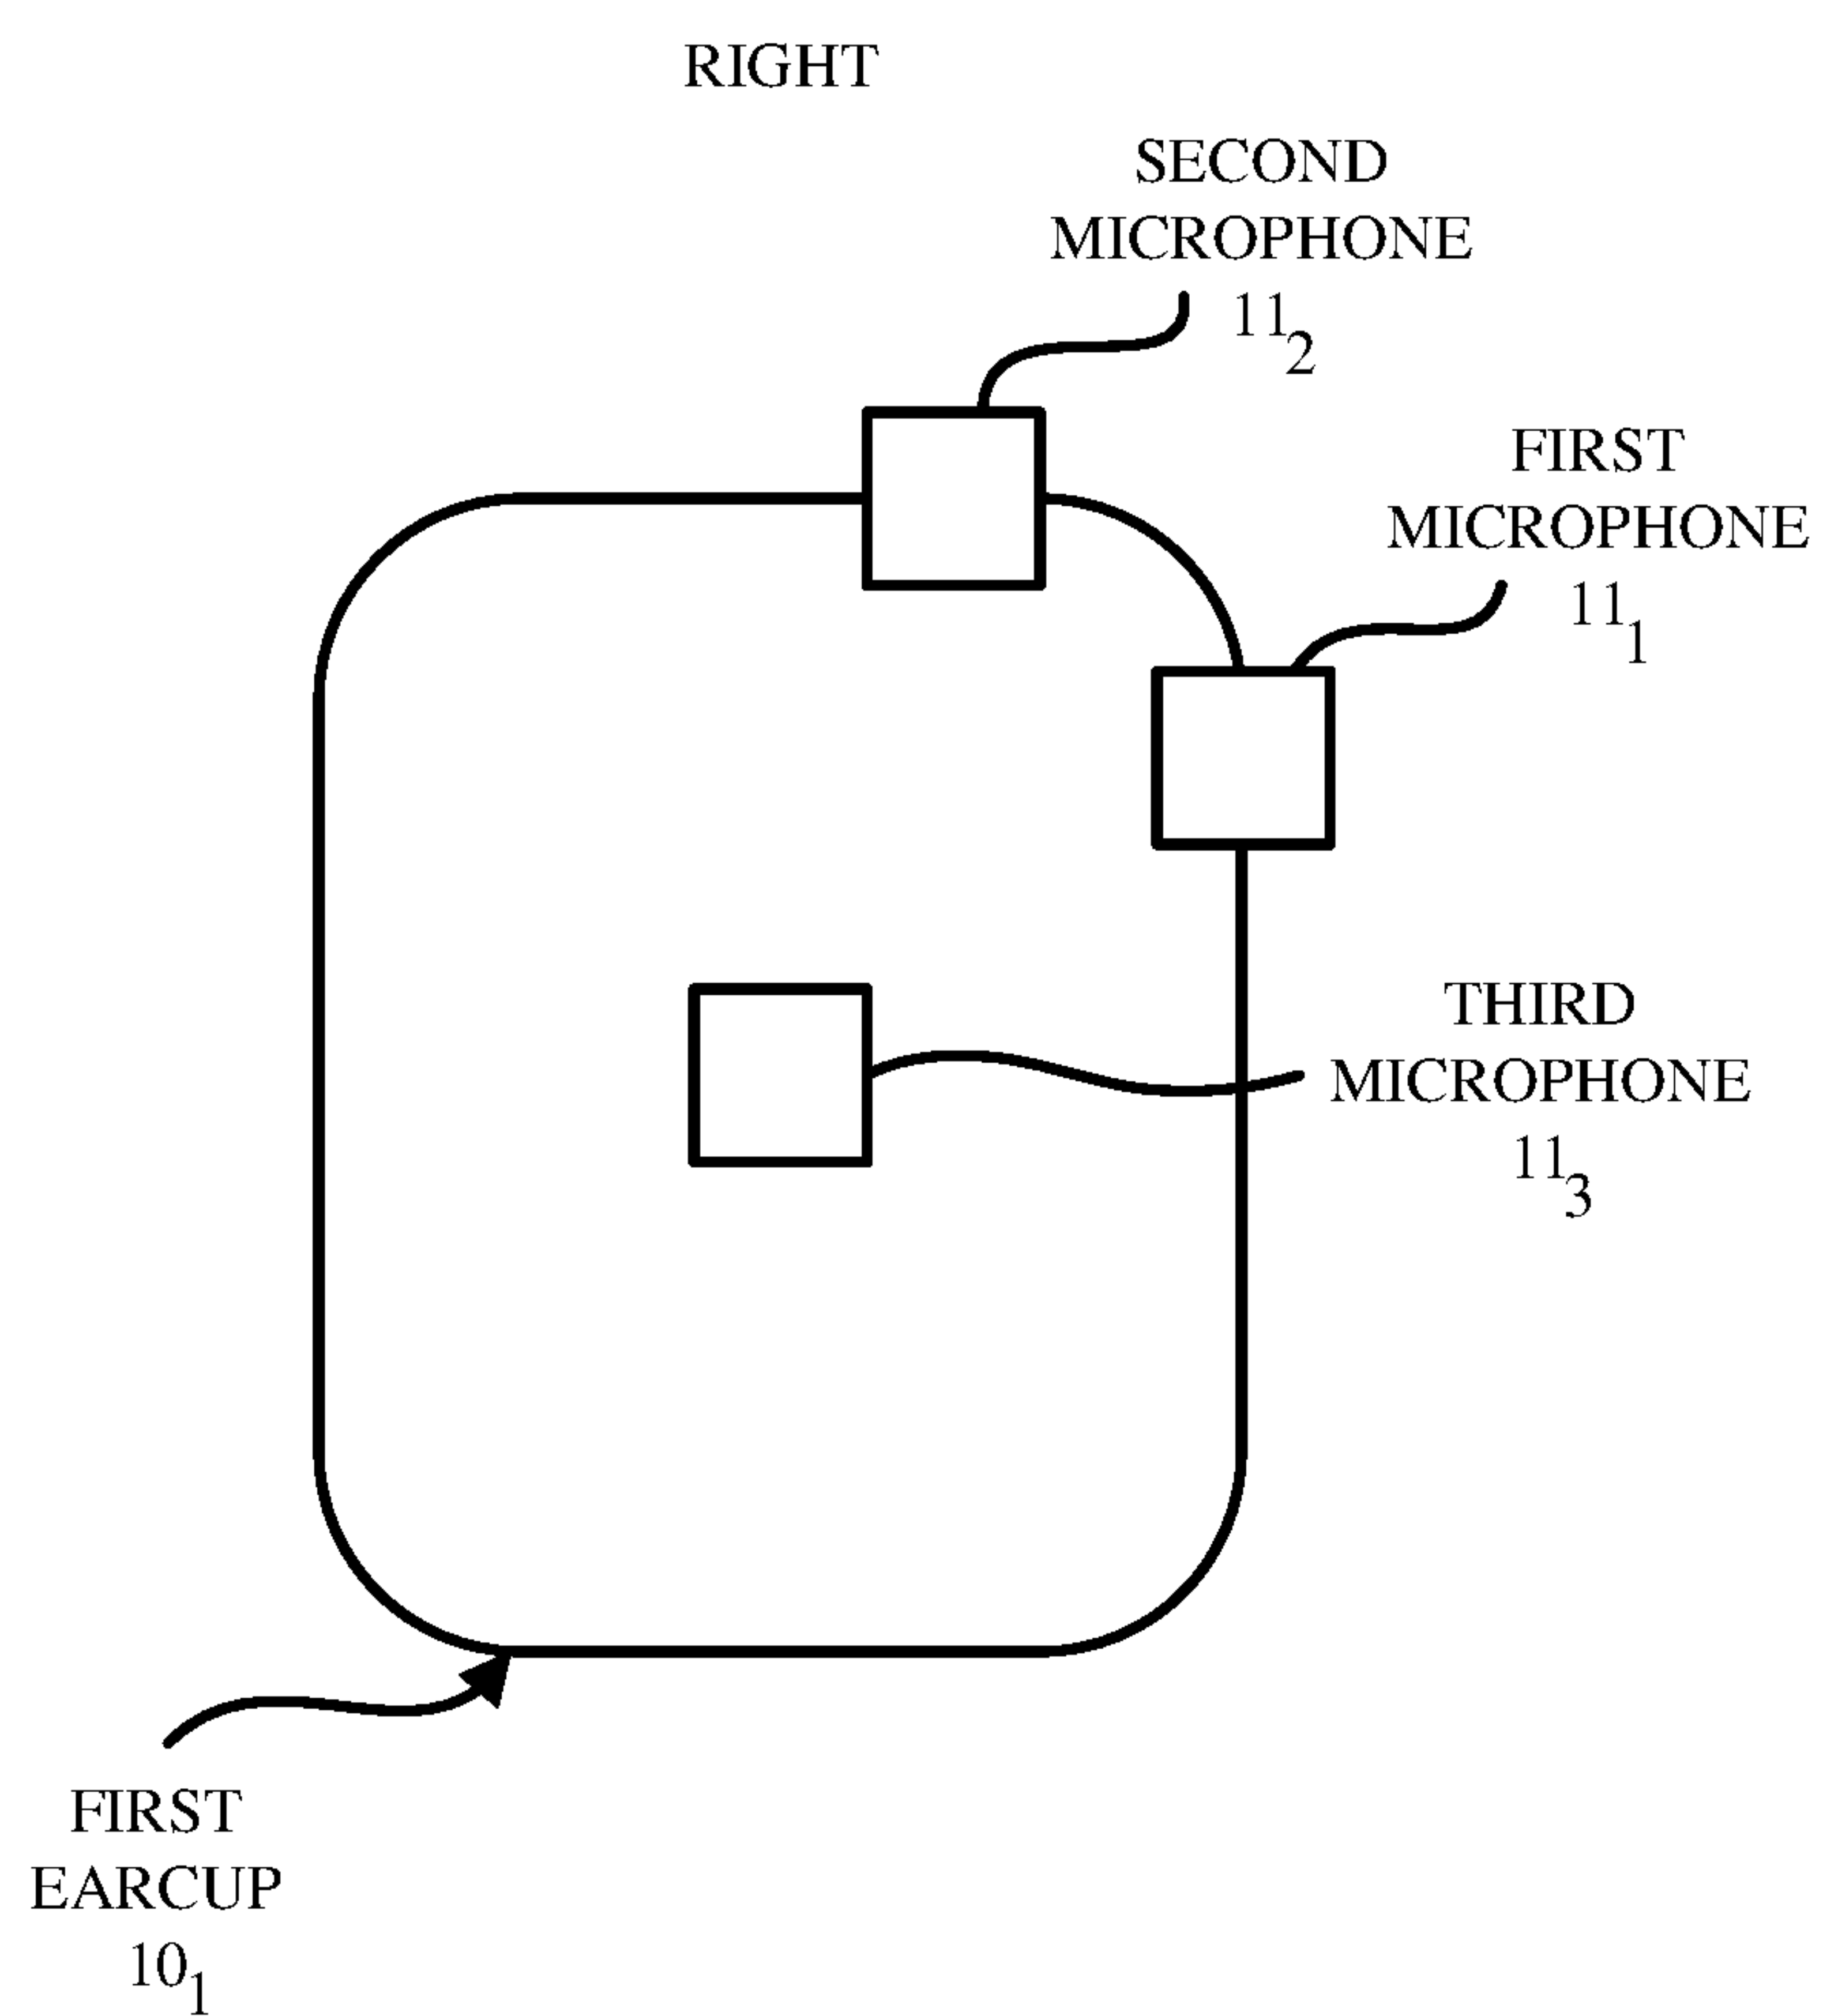 RIGHT
SECOND
MICROPHONE
11₂
FIRST
MICROPHONE
11₁
THIRD
MICROPHONE
11₃
FIRST
EARCUP
10₁